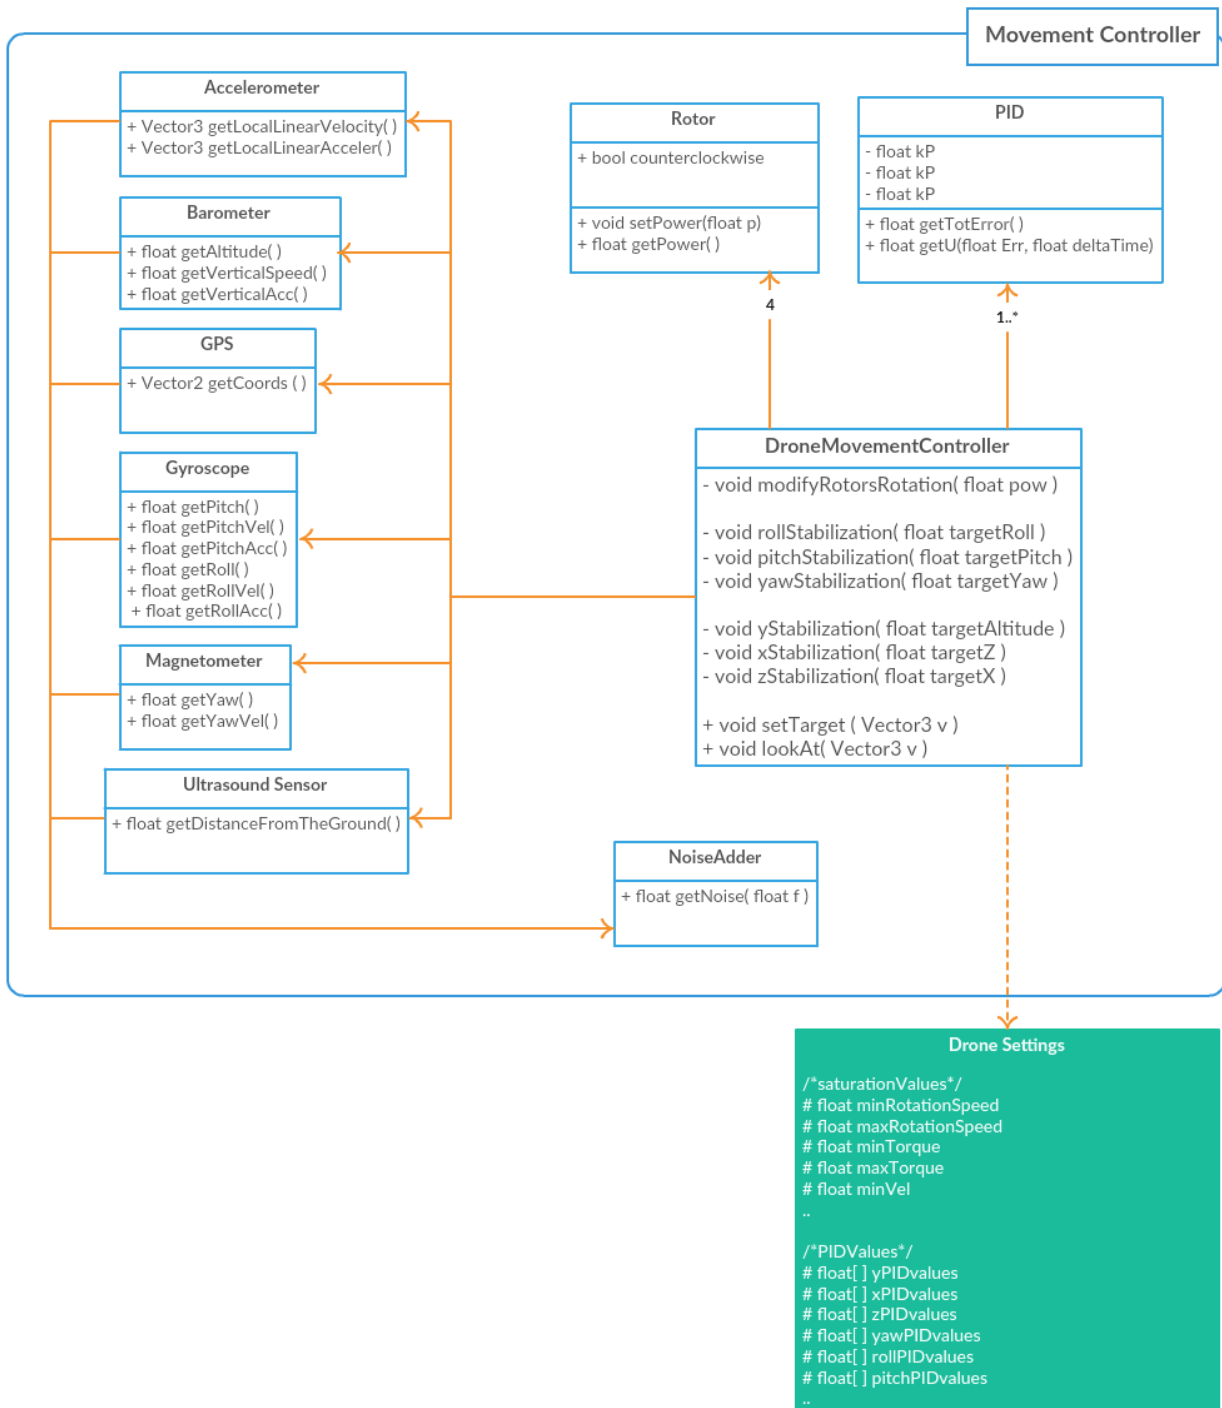 Movement Controller
Accelerometer
+ Vector3 getLocalLinearVelocity( )
+ Vector3 getLocalLinearAcceler( )
Barometer
+ float getAltitude( )
+ float getVerticalSpeed( )
+ float getVerticalAcc( )
GPS
+ Vector2 getCoords ( )
Gyroscope
+ float getPitch( )
+ float getPitchVel( )
+ float getPitchAcc( )
+ float getRoll( )
+ float getRollVel( )
+ float getRollAcc( )
Magnetometer
+ float getYaw( )
+ float getYawVel( )
Ultrasound Sensor
+ float getDistanceFromTheGround( )
Rotor
+ bool counterclockwise
+ void setPower(float p)
+ float getPower( )
4
PID
- float kP
- float kP
- float kP
+ float getTotError( )
+ float getU(float Err, float deltaTime)
1..*
DroneMovementController
- void modifyRotorsRotation( float pow )
- void rollStabilization( float targetRoll )
- void pitchStabilization( float targetPitch )
- void yawStabilization( float targetYaw )
- void yStabilization( float targetAltitude )
- void xStabilization( float targetZ )
- void zStabilization( float targetX )
+ void setTarget ( Vector3 v )
+ void lookAt( Vector3 v )
NoiseAdder
+ float getNoise( float f )
Drone Settings
/*saturationValues*/
# float minRotationSpeed
# float maxRotationSpeed
# float minTorque
# float maxTorque
# float minVel
..
/*PIDValues*/
# float[ ] yPIDvalues
# float[ ] xPIDvalues
# float[ ] zPIDvalues
# float[ ] yawPIDvalues
# float[ ] rollPIDvalues
# float[ ] pitchPIDvalues
..